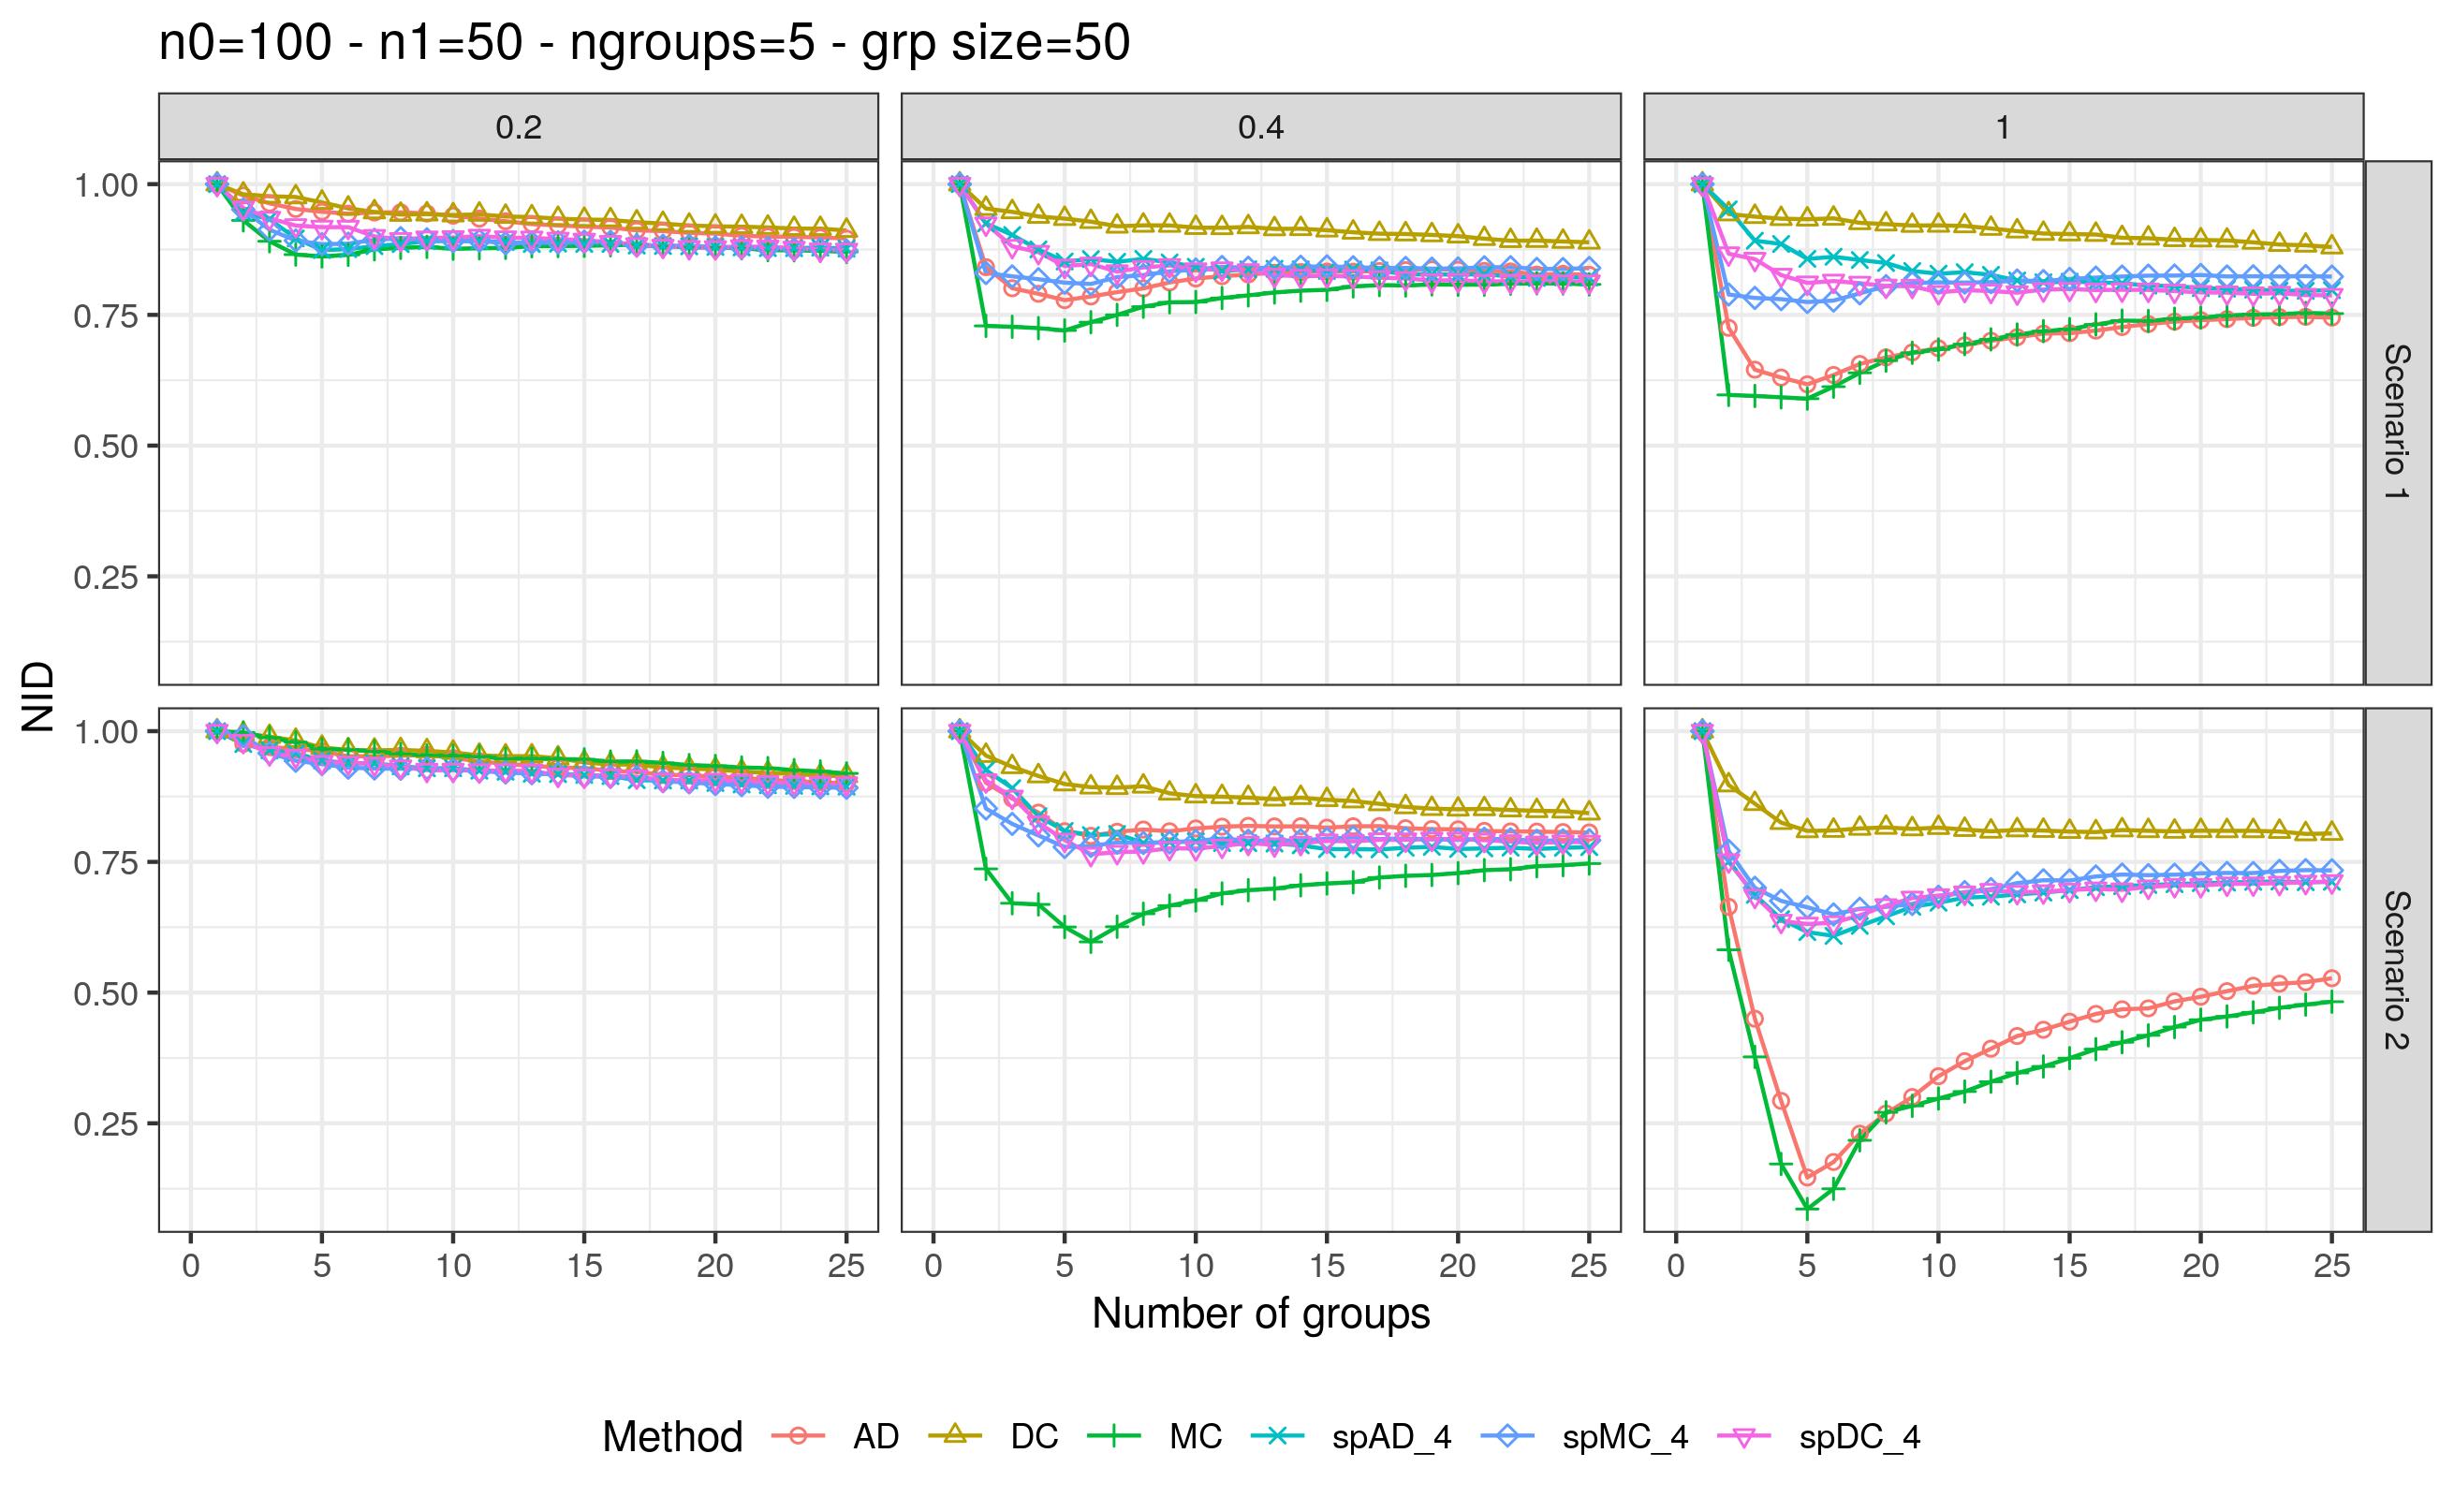 n0=100 - n1=50 - ngroups=5 - grp size=50
0.2 0.4 1
1.00
0.75
0.50
0.25
Scenario 1
NID
1.00
0.75
0.50
0.25
Scenario 2
0 5 10 15 20 25 0 5 10 15 20 25 0 5 10 15 20 25
Number of groups
Method AD DC MC spAD_4 spMC_4 spDC_4